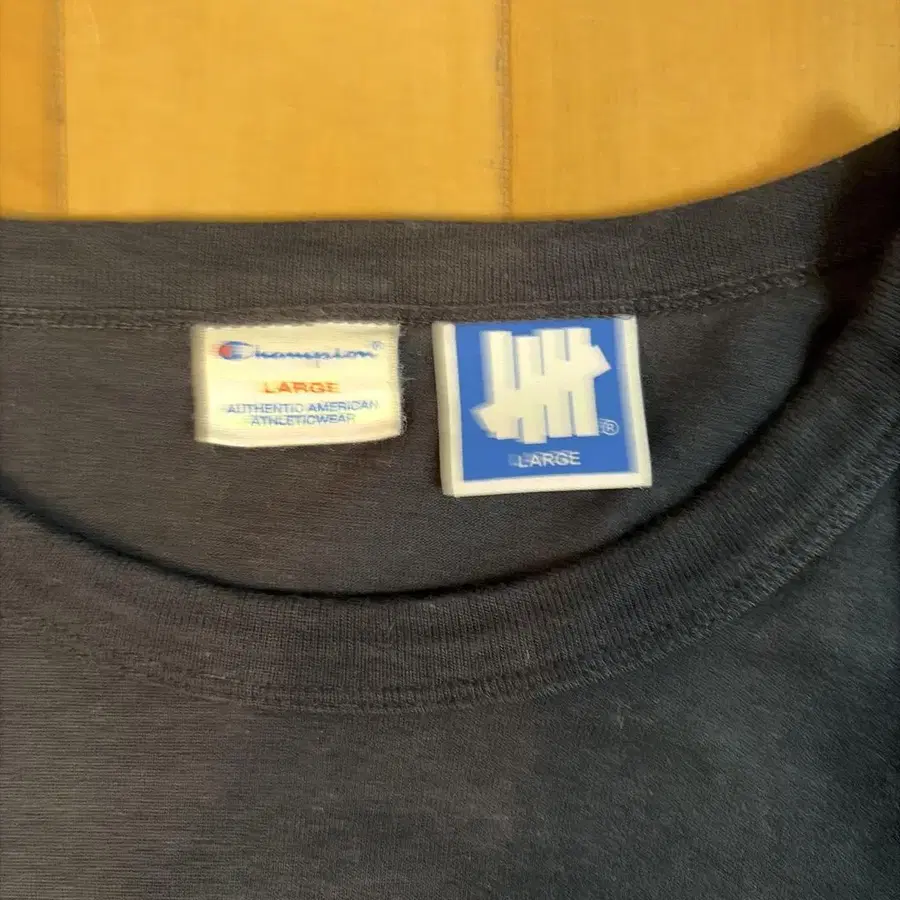 Champion®
LARGE
AUTHENTIC AMERICAN
ATHLETICWEAR
®
LARGE